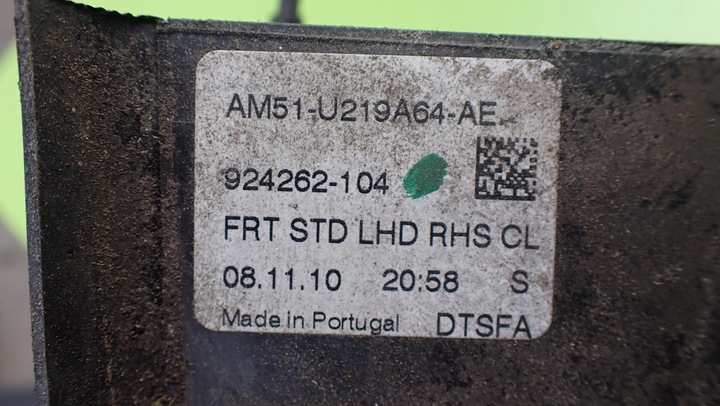 AM51-U219A64-AE
924262-104
FRT STD LHD RHS CL
08.11.10 20:58 S
Made in Portugal DTSFA